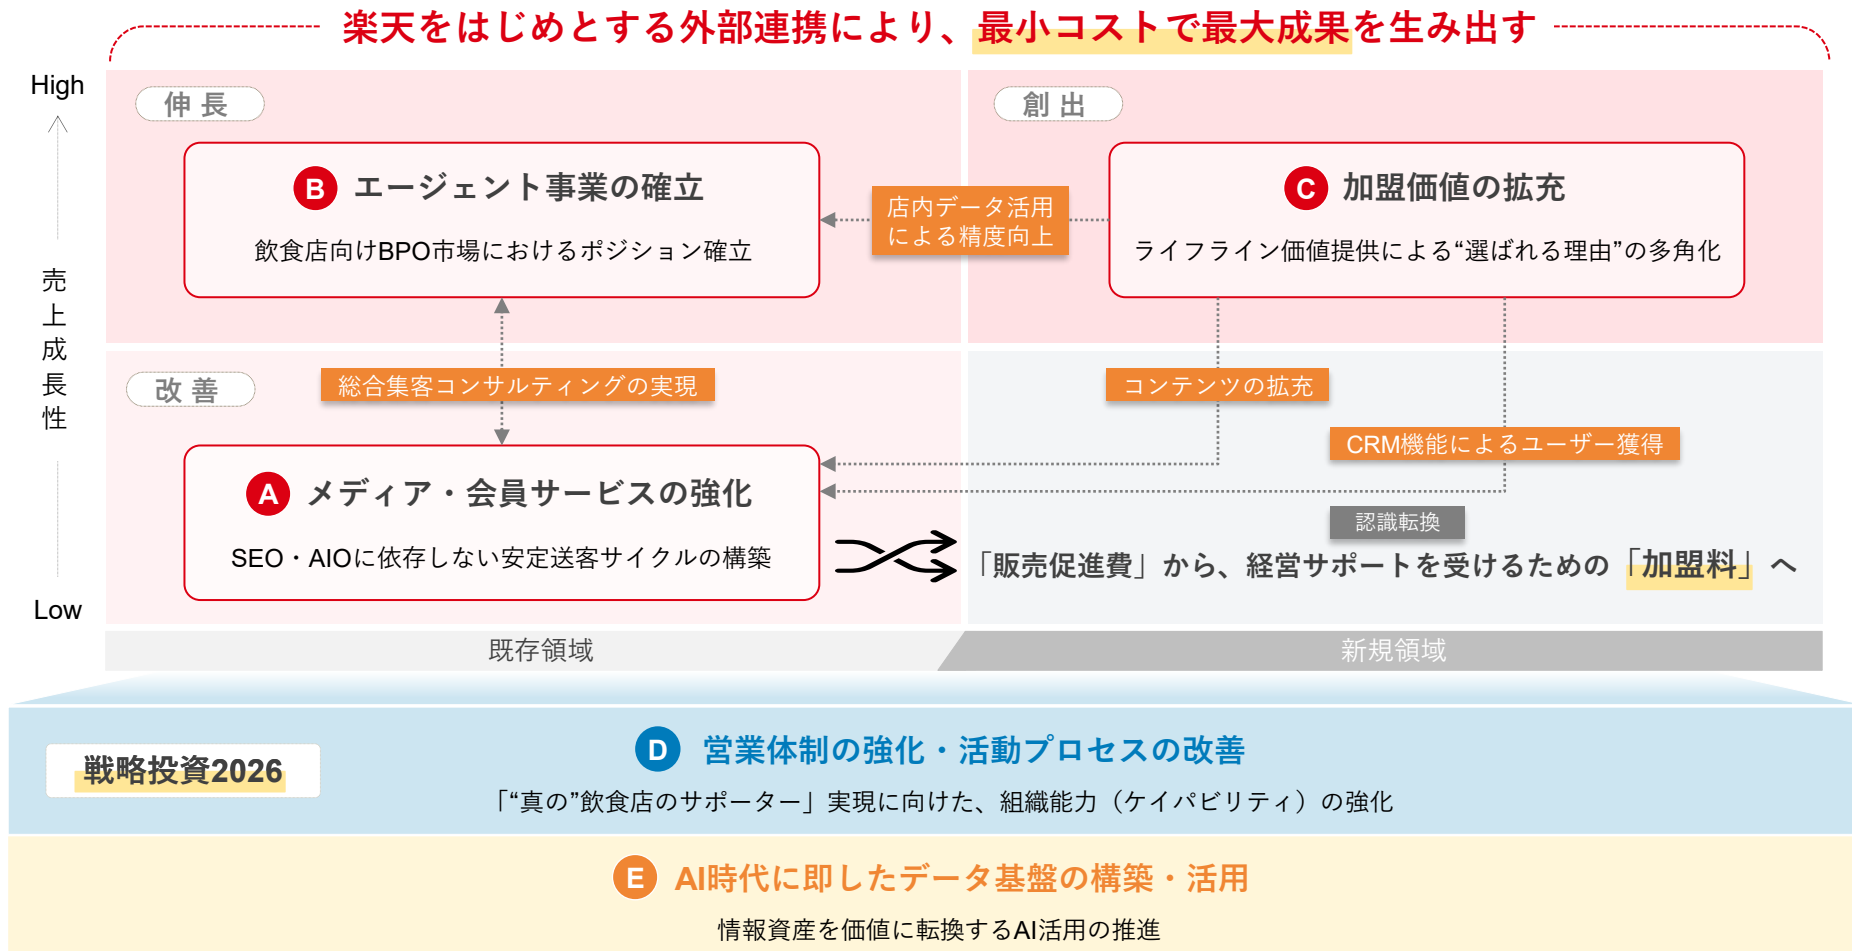 楽天をはじめとする外部連携により、最小コストで最大成果を生み出す
High
売上成長性
Low
伸長
B エージェント事業の確立
飲食店向けBPO市場におけるポジション確立
店内データ活用
による精度向上
創出
C 加盟価値の拡充
ライフライン価値提供による“選ばれる理由”の多角化
改善
総合集客コンサルティングの実現
コンテンツの拡充
CRM機能によるユーザー獲得
A メディア・会員サービスの強化
SEO・AIOに依存しない安定送客サイクルの構築
認識転換
「販売促進費」から、経営サポートを受けるための「加盟料」へ
既存領域
新規領域
戦略投資2026
D 営業体制の強化・活動プロセスの改善
「“真の”飲食店のサポーター」実現に向けた、組織能力（ケイパビリティ）の強化
E AI時代に即したデータ基盤の構築・活用
情報資産を価値に転換するAI活用の推進